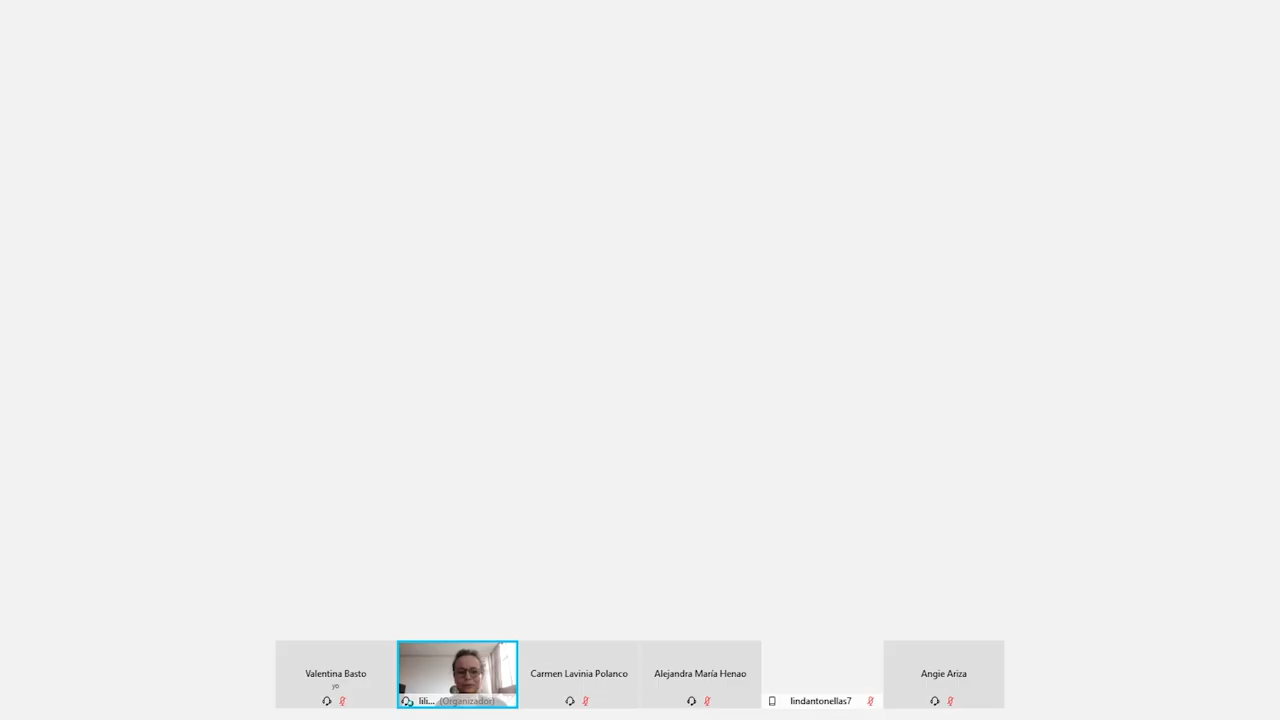 Valentina Basto
yo
lili... (Organizador)
Carmen Lavinia Polanco
Alejandra María Henao
lindantonellas7
Angie Ariza